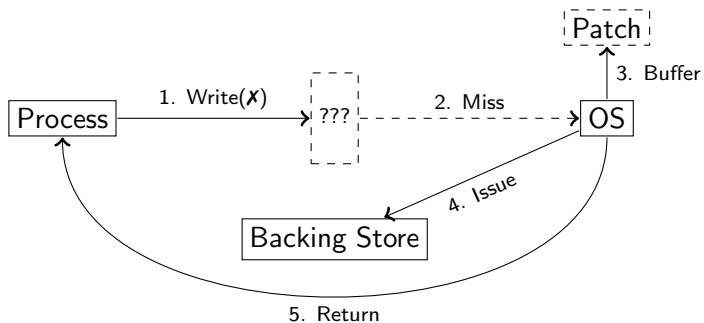 Patch
3. Buffer
1. Write(✗)
2. Miss
Process
???
OS
4. Issue
Backing Store
5. Return